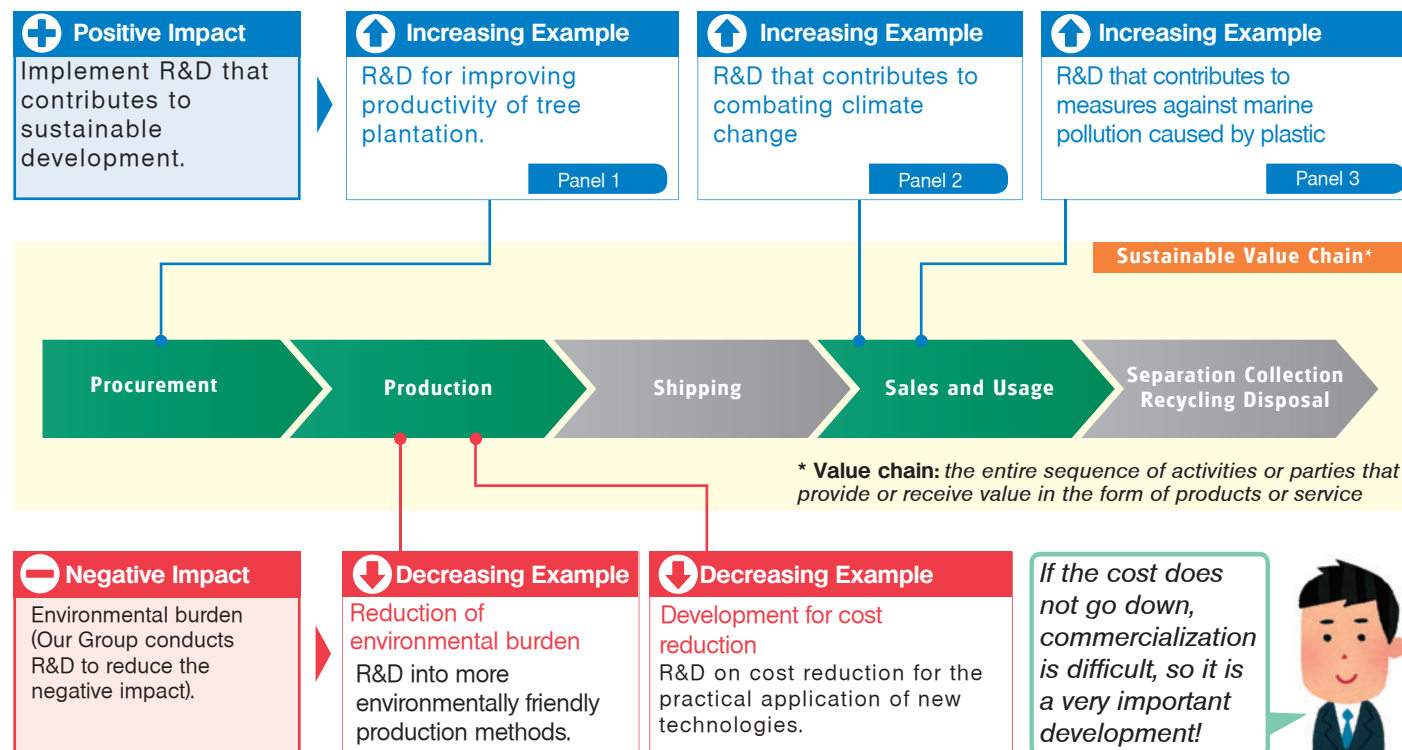 Positive Impact
Implement R&D that
contributes to
sustainable
development.
Increasing Example
R&D for improving
productivity of tree
plantation.
Panel 1
Increasing Example
R&D that contributes to
combating climate
change
Panel 2
Increasing Example
R&D that contributes to
measures against marine
pollution caused by plastic
Panel 3
Sustainable Value Chain*
Procurement
Production
Shipping
Sales and Usage
Separation Collection
Recycling Disposal
* Value chain: the entire sequence of activities or parties that
provide or receive value in the form of products or service
Negative Impact
Environmental burden
(Our Group conducts
R&D to reduce the
negative impact).
Decreasing Example
Reduction of
environmental burden
R&D into more
environmentally friendly
production methods.
Decreasing Example
Development for cost
reduction
R&D on cost reduction for the
practical application of new
technologies.
If the cost does
not go down,
commercialization
is difficult, so it is
a very important
development!